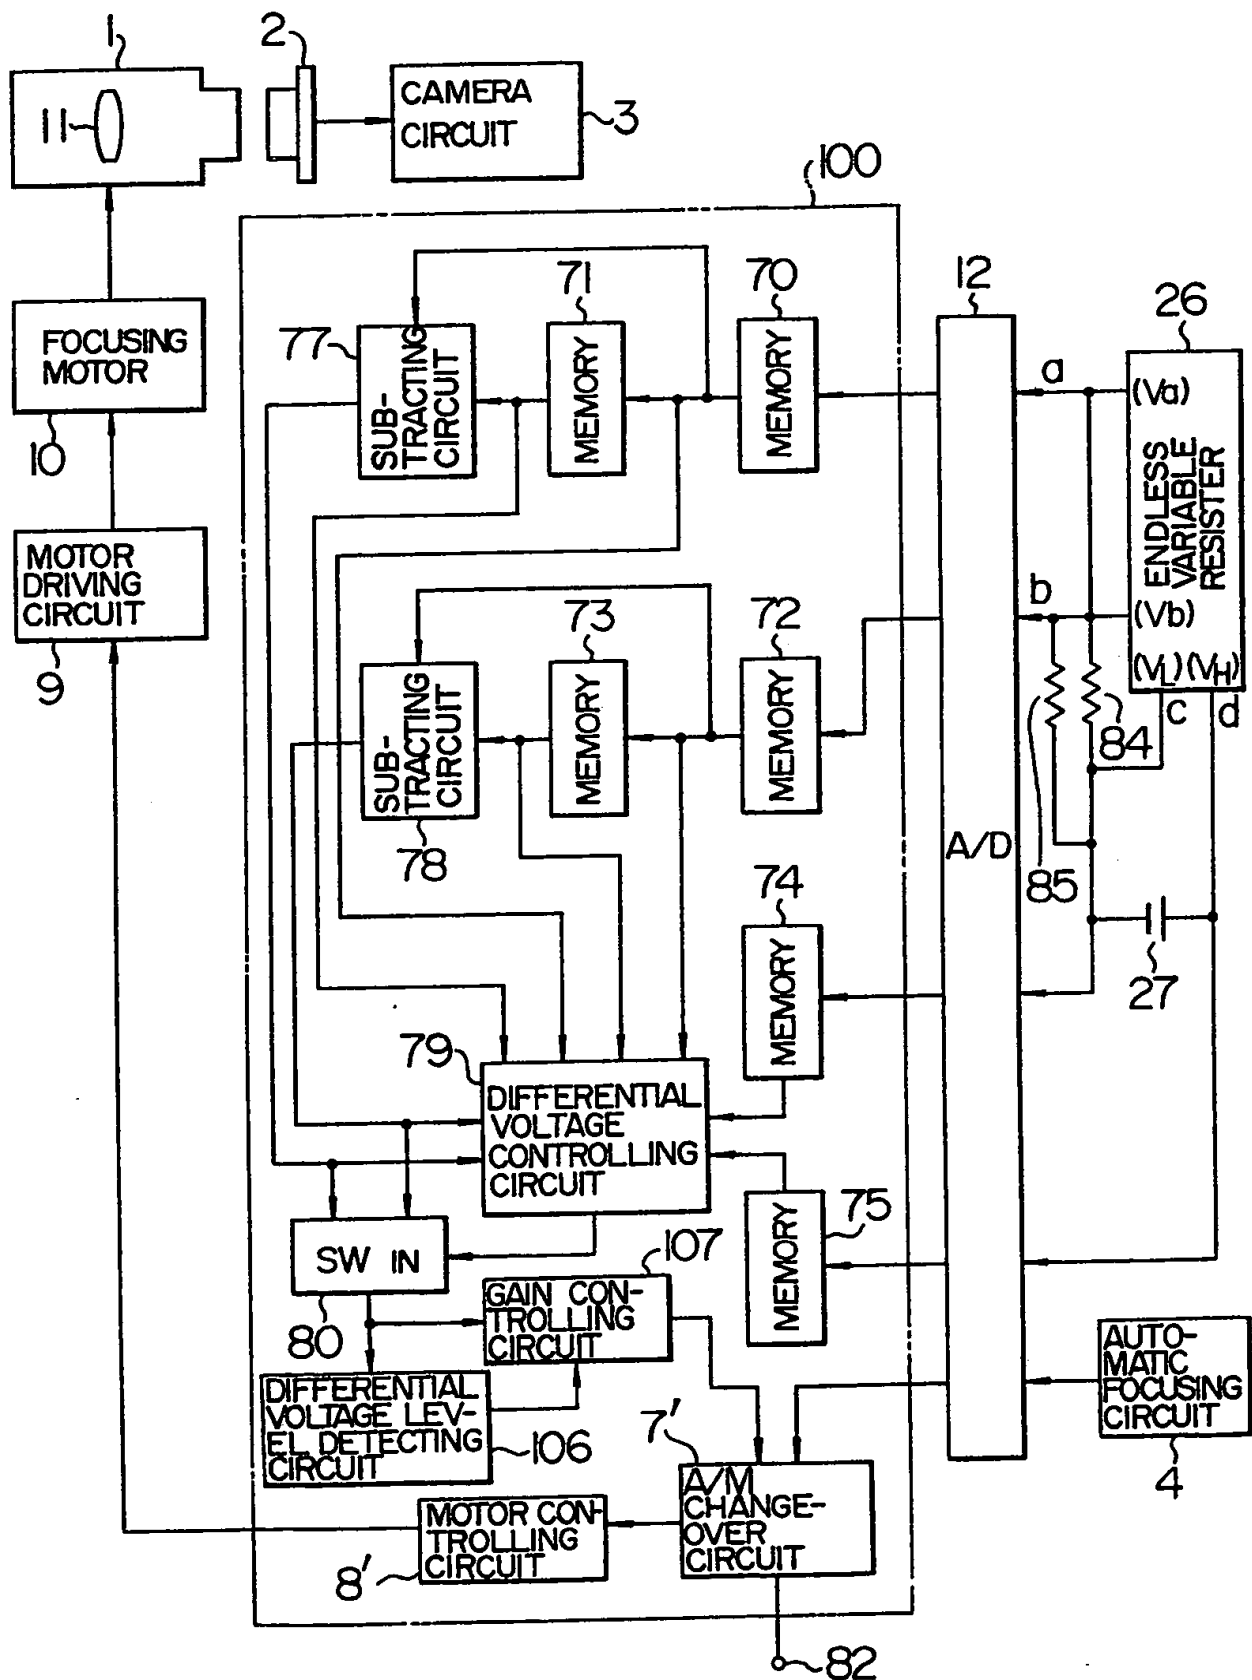 1
2
11
CAMERA
CIRCUIT
3
100
71
70
12
26
77
FOCUSING
MOTOR
10
SUB-
TRACTING
CIRCUIT
MEMORY
MEMORY
a
(Va)
ENDLESS
VARIABLE
RESISTER
MOTOR
DRIVING
CIRCUIT
9
73
72
b
(Vb)
(VL) (VH)
c
d
SUB-
TRACTING
CIRCUIT
78
MEMORY
MEMORY
84
85
A/D
74
27
MEMORY
79
DIFFERENTIAL
VOLTAGE
CONTROLLING
CIRCUIT
75
MEMORY
SW IN
80
107
GAIN CON-
TROLLING
CIRCUIT
AUTO-
MATIC
FOCUSING
CIRCUIT
4
DIFFERENTIAL
VOLTAGE LEV-
EL DETECTING
CIRCUIT
106
7'
A/M
CHANGE-
OVER
CIRCUIT
MOTOR CON-
TROLLING
CIRCUIT
8'
82